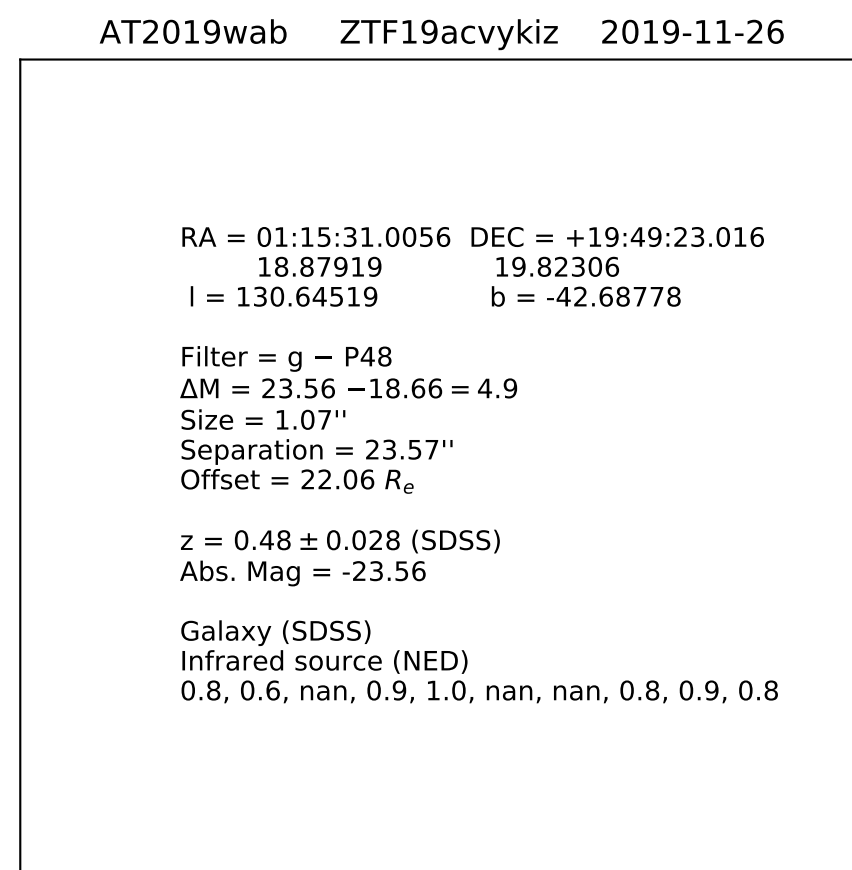 AT2019wab ZTF19acvykiz 2019-11-26
RA = 01:15:31.0056 DEC = +19:49:23.016
18.87919 19.82306
l = 130.64519 b = -42.68778
Filter = g − P48
ΔM = 23.56 −18.66 = 4.9
Size = 1.07''
Separation = 23.57''
Offset = 22.06 Rₑ
z = 0.48 ± 0.028 (SDSS)
Abs. Mag = -23.56
Galaxy (SDSS)
Infrared source (NED)
0.8, 0.6, nan, 0.9, 1.0, nan, nan, 0.8, 0.9, 0.8